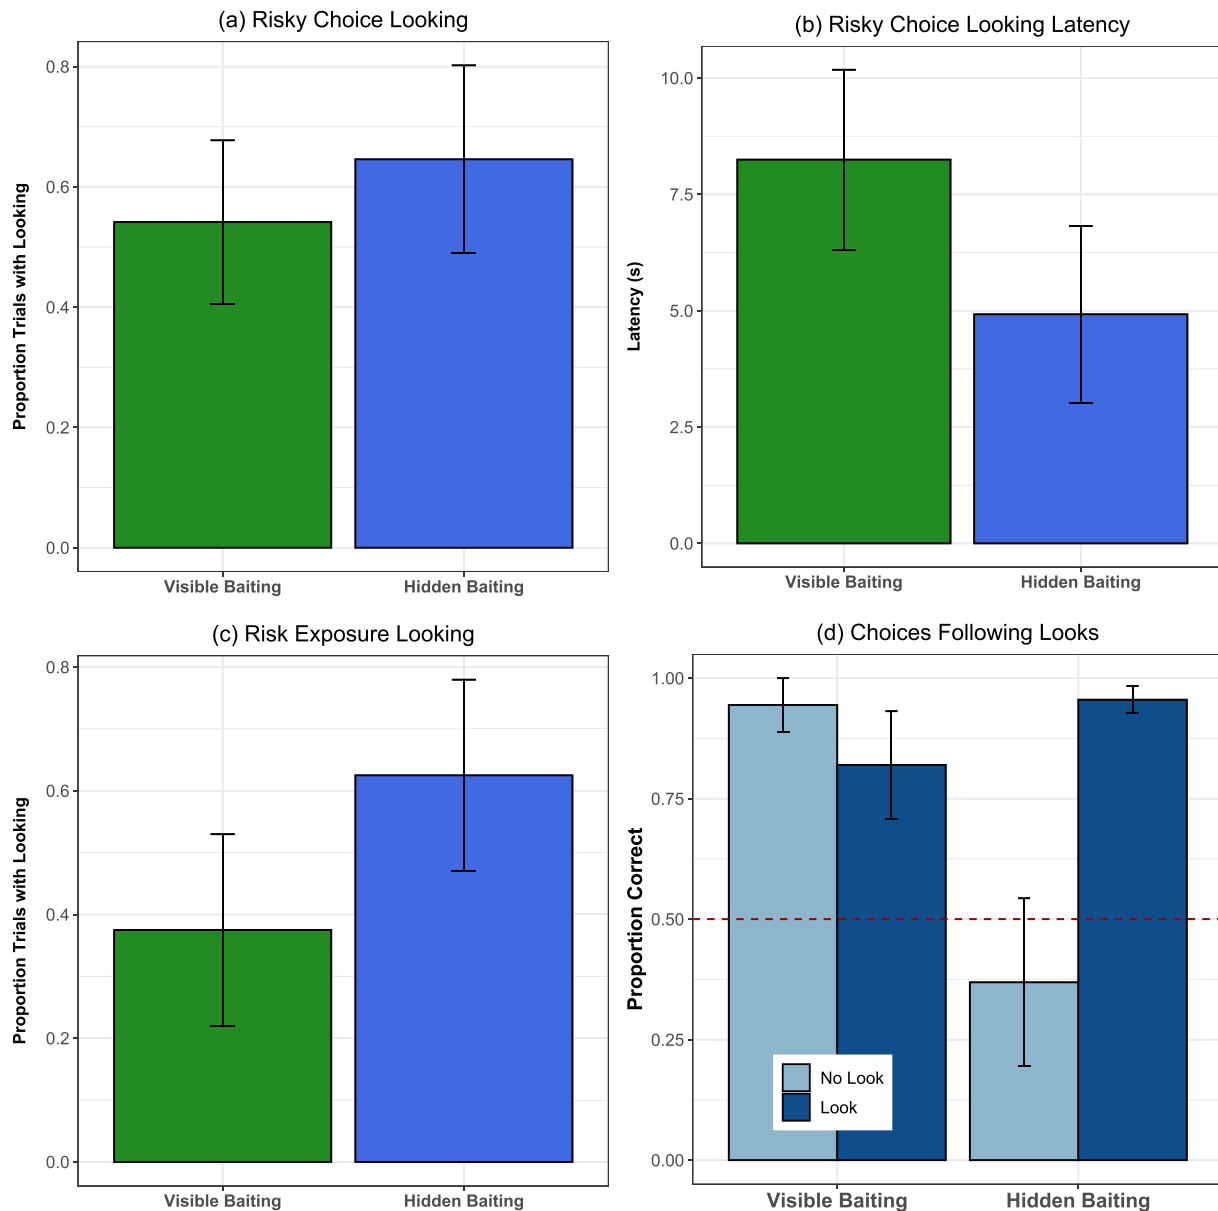 (a) Risky Choice Looking
Proportion Trials with Looking
0.8
0.6
0.4
0.2
0.0
Visible Baiting
Hidden Baiting
(b) Risky Choice Looking Latency
Latency (s)
10.0
7.5
5.0
2.5
0.0
Visible Baiting
Hidden Baiting
(c) Risk Exposure Looking
Proportion Trials with Looking
0.8
0.6
0.4
0.2
0.0
Visible Baiting
Hidden Baiting
(d) Choices Following Looks
Proportion Correct
1.00
0.75
0.50
0.25
0.00
No Look
Look
Visible Baiting
Hidden Baiting